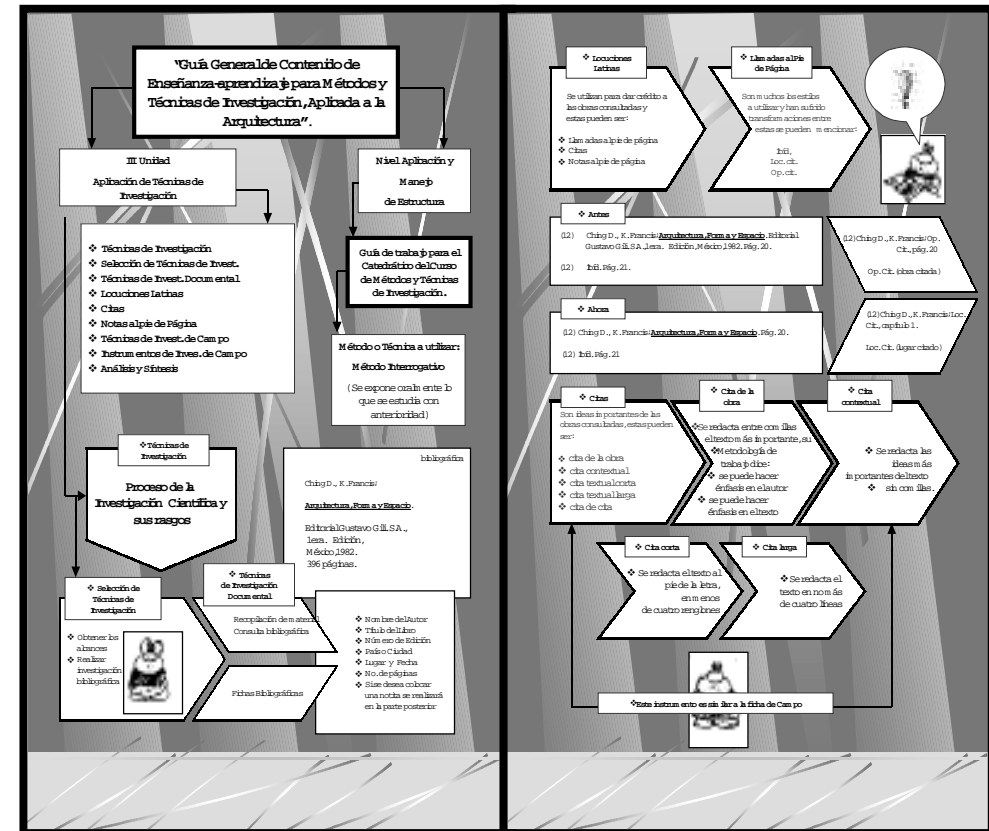 “Guía General de Contenido de
Enseñanza-aprendizaje para Métodos y
Técnicas de Investigación, Aplicada a la
Arquitectura”.
III Unidad
Aplicación de Técnicas de
Investigación
Nivel Aplicación y
Manejo
de Estructura
❖ Técnicas de Investigación
❖ Selección de Técnicas de Invest.
❖ Técnicas de Invest. Documental
❖ Locuciones Latinas
❖ Citas
❖ Notas al pie de Página
❖ Técnicas de Invest. de Campo
❖ Instrumentos de Inves. de Campo
❖ Análisis y Síntesis
Guía de trabajo para el
Catedrático del Curso
de Métodos y Técnicas
de Investigación.
Método o Técnica a utilizar:
Método Interrogativo
(Se expone oralmente lo
que se estudia con
anterioridad)
❖Técnicas de
Investigación
Proceso de la
Investigación Científica y
sus rasgos
bibliográfica
Ching D., K. Francis;
Arquitectura, Forma y Espacio.
Editorial Gustavo Gili. S.A.,
1era. Edición,
México, 1982.
396 páginas.
❖ Selección de
Técnicas de
Investigación
❖ Obtener los
alcances
❖ Realizar
investigación
bibliográfica
❖ Técnicas
de Investigación
Documental
Recopilación de material
Consulta bibliográfica
Fichas Bibliográficas
❖ Nombre del Autor
❖ Título del Libro
❖ Número de Edición
❖ País o Ciudad
❖ Lugar y Fecha
❖ No. de páginas
❖ Si se desea colocar
una notita se realizará
en la parte posterior
❖ Locuciones
Latinas
Se utilizan para dar crédito a
las obras consultadas y
estas pueden ser:
❖ Llamadas al pie de página
❖ Citas
❖ Notas al pie de página
❖ Llamadas al Pie
de Página
Son muchos los estilos
a utilizar y han sufrido
transformaciones entre
estas se pueden mencionar:
Ibíd,
Loc. cit.
Op. cit.
?
❖ Antes
(12) Ching D., K. Francis; Arquitectura, Forma y Espacio. Editorial
Gustavo Gili. S.A., 1era. Edición, México, 1982. Pág. 20.
(12) Ibíd. Pág. 21.
(12) Ching D., K. Francis; Op.
Cit., pág. 20
Op. Cit. (obra citada)
❖ Ahora
(12) Ching D., K. Francis; Arquitectura, Forma y Espacio. Pág. 20.
(12) Ibíd. Pág. 21
(12) Ching D., K. Francis; Loc.
Cit., capítulo 1.
Loc. Cit. (lugar citado)
❖ Citas
Son ideas importantes de las
obras consultadas, estas pueden
ser:
❖ cita de la obra
❖ cita contextual
❖ cita textual corta
❖ cita textual larga
❖ cita de cita
❖ Cita de la
obra
❖Se redacta entre comillas
el texto más importante, su
❖Metodología de
trabajo dice:
❖ se puede hacer
énfasis en el autor
❖ se puede hacer
énfasis en el texto
❖ Cita
contextual
❖ Se redacta las
ideas más
importantes del texto
❖ sin comillas.
❖ Cita corta
❖ Se redacta el texto al
pie de la letra,
en menos
de cuatro renglones
❖ Cita larga
❖Se redacta el
texto en no más
de cuatro líneas
❖Este instrumento es similar a la ficha de Campo